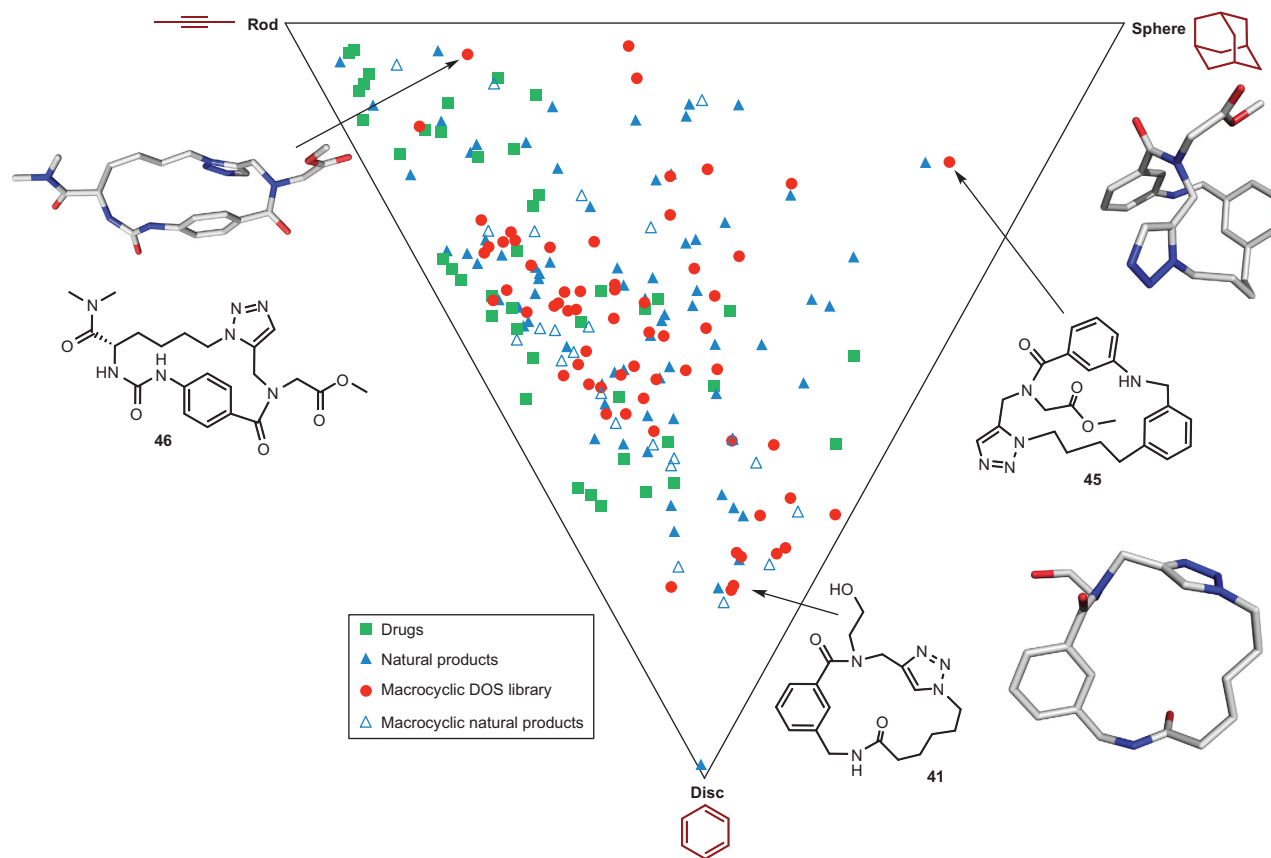 Rod
Sphere
N
O
HN
O
H
N
N
N
N
N
O
O
O
46
O
HN
N
O
O
N
N
N
45
HO
O
N
N
N
N
O
N
H
41
Drugs
Natural products
Macrocyclic DOS library
Macrocyclic natural products
Disc